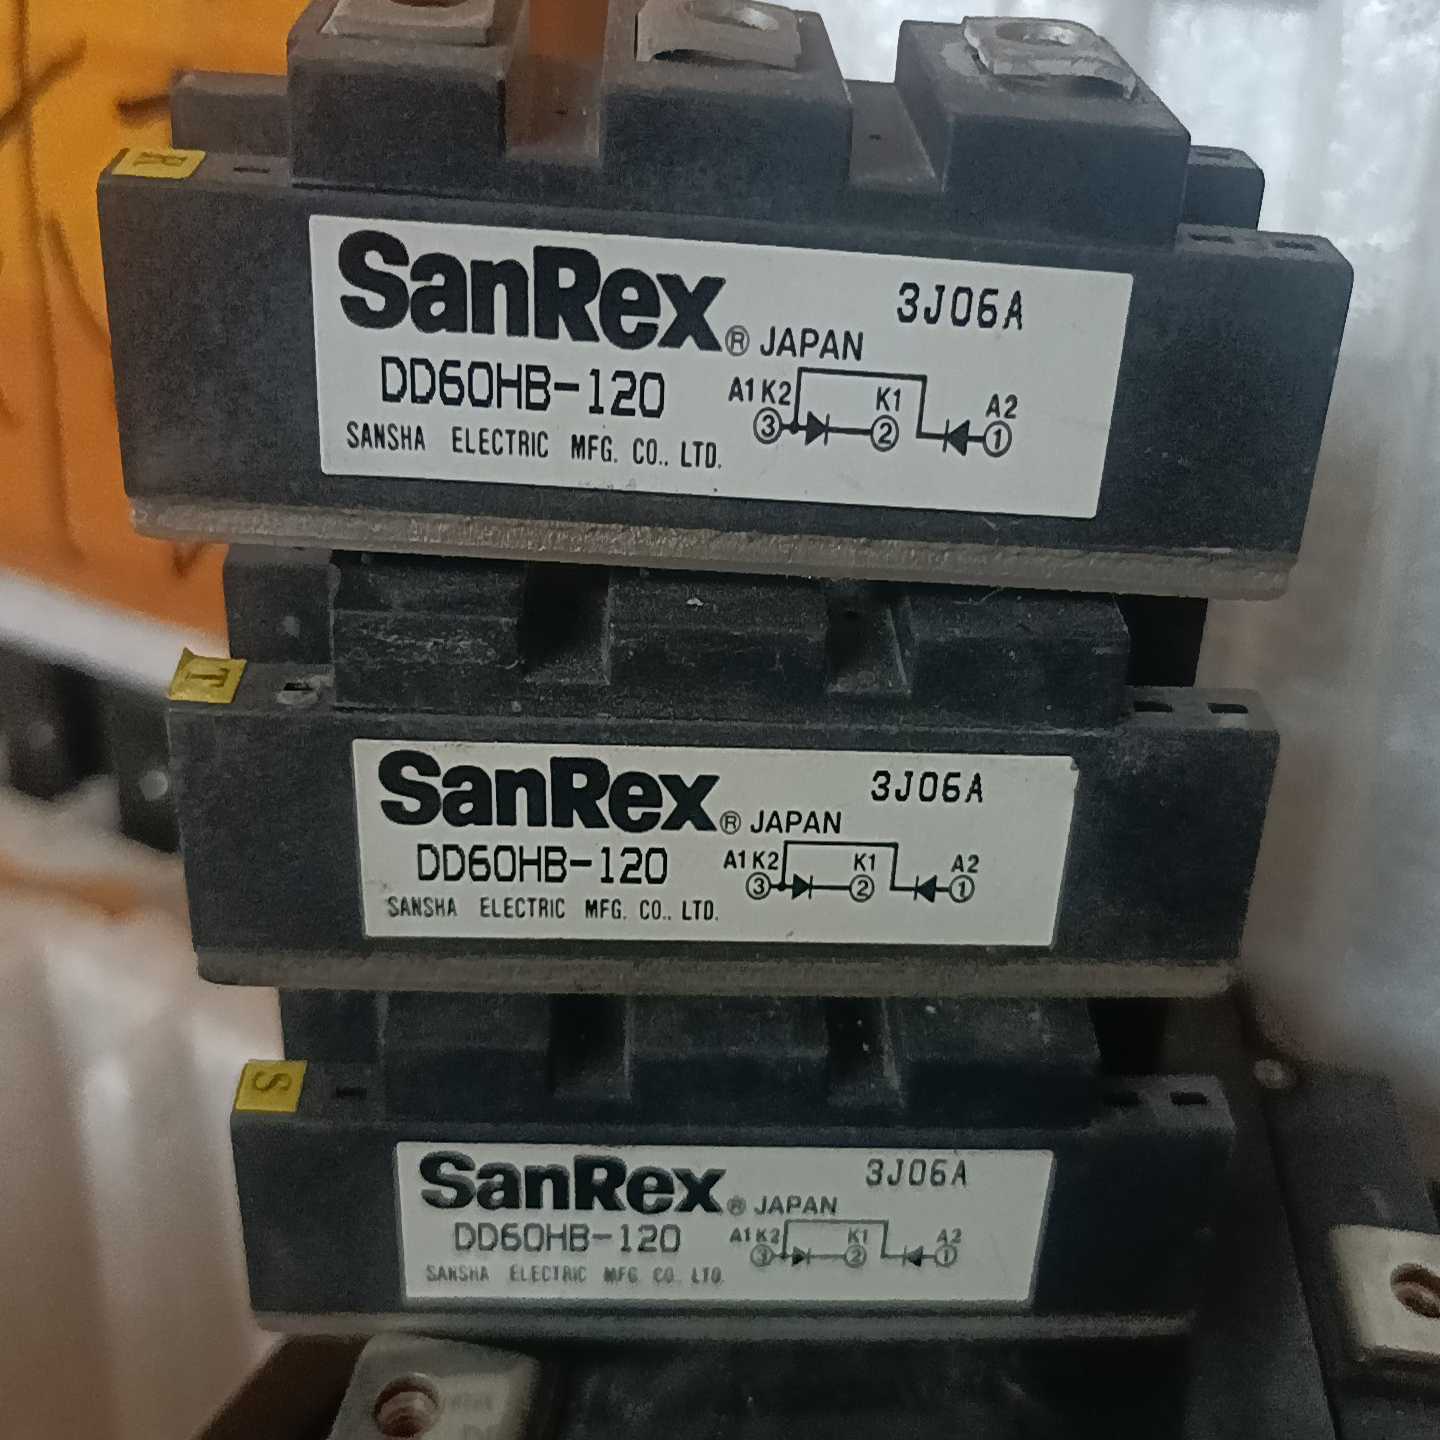 R
SanRex® JAPAN 3J06A
DD60HB-120
A1 K2 K1 A2
3 2 1
SANSHA ELECTRIC MFG. CO., LTD.
T
SanRex® JAPAN 3J06A
DD60HB-120
A1 K2 K1 A2
3 2 1
SANSHA ELECTRIC MFG. CO., LTD.
S
SanRex® JAPAN 3J06A
DD60HB-120
A1 K2 K1 A2
3 2 1
SANSHA ELECTRIC MFG. CO., LTD.